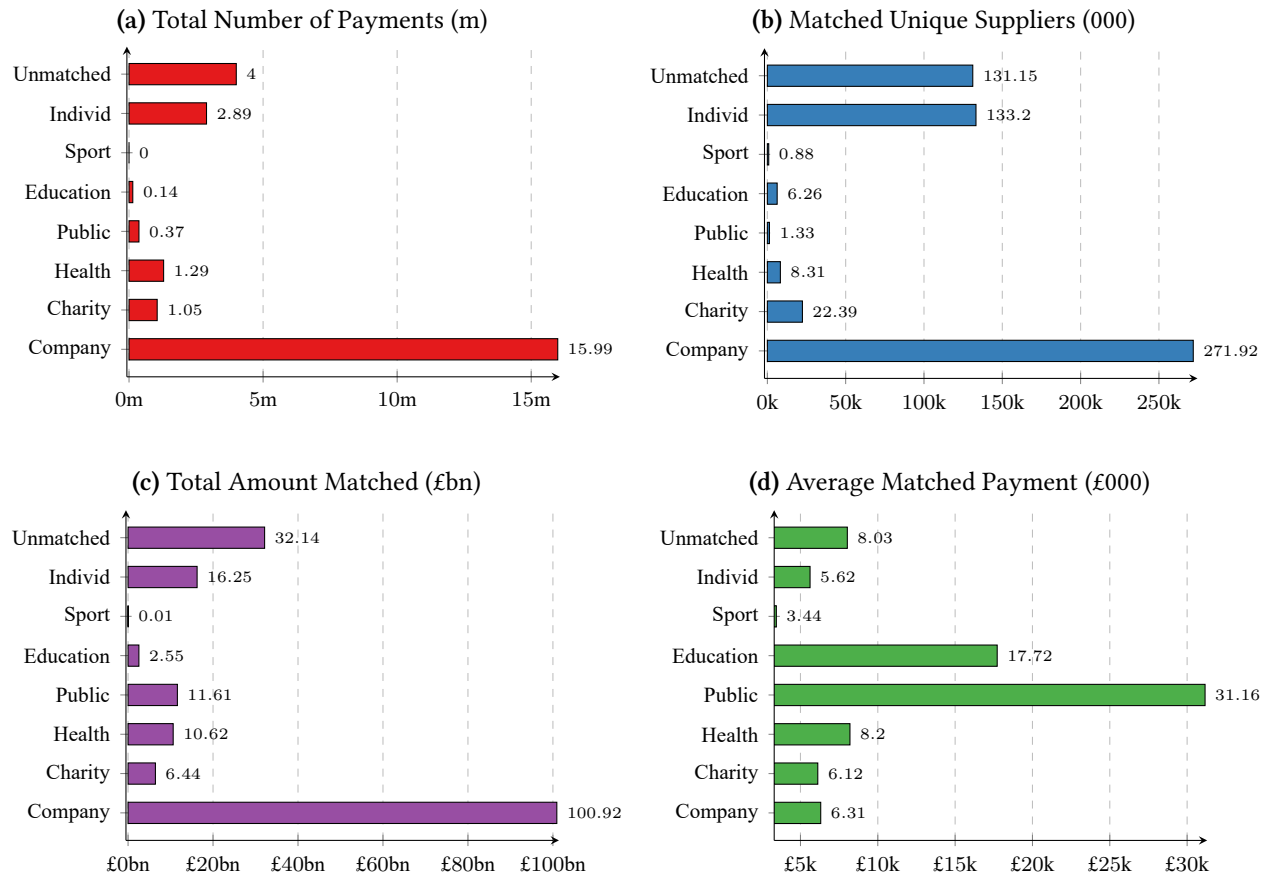 (a) Total Number of Payments (m)
Unmatched 4
Individ 2.89
Sport 0
Education 0.14
Public 0.37
Health 1.29
Charity 1.05
Company 15.99
0m 5m 10m 15m
(b) Matched Unique Suppliers (000)
Unmatched 131.15
Individ 133.2
Sport 0.88
Education 6.26
Public 1.33
Health 8.31
Charity 22.39
Company 271.92
0k 50k 100k 150k 200k 250k
(c) Total Amount Matched (£bn)
Unmatched 32.14
Individ 16.25
Sport 0.01
Education 2.55
Public 11.61
Health 10.62
Charity 6.44
Company 100.92
£0bn £20bn £40bn £60bn £80bn £100bn
(d) Average Matched Payment (£000)
Unmatched 8.03
Individ 5.62
Sport 3.44
Education 17.72
Public 31.16
Health 8.2
Charity 6.12
Company 6.31
£5k £10k £15k £20k £25k £30k